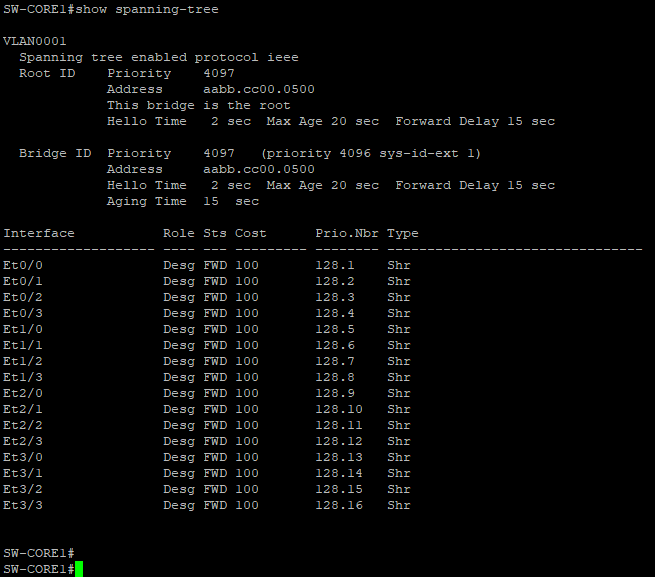 SW-CORE1#show spanning-tree

VLAN0001
  Spanning tree enabled protocol ieee
  Root ID    Priority    4097
             Address     aabb.cc00.0500
             This bridge is the root
             Hello Time   2 sec  Max Age 20 sec  Forward Delay 15 sec

  Bridge ID  Priority    4097   (priority 4096 sys-id-ext 1)
             Address     aabb.cc00.0500
             Hello Time   2 sec  Max Age 20 sec  Forward Delay 15 sec
             Aging Time  15  sec

Interface           Role Sts Cost      Prio.Nbr Type
------------------- ---- --- --------- -------- --------------------------------
Et0/0               Desg FWD 100       128.1    Shr
Et0/1               Desg FWD 100       128.2    Shr
Et0/2               Desg FWD 100       128.3    Shr
Et0/3               Desg FWD 100       128.4    Shr
Et1/0               Desg FWD 100       128.5    Shr
Et1/1               Desg FWD 100       128.6    Shr
Et1/2               Desg FWD 100       128.7    Shr
Et1/3               Desg FWD 100       128.8    Shr
Et2/0               Desg FWD 100       128.9    Shr
Et2/1               Desg FWD 100       128.10   Shr
Et2/2               Desg FWD 100       128.11   Shr
Et2/3               Desg FWD 100       128.12   Shr
Et3/0               Desg FWD 100       128.13   Shr
Et3/1               Desg FWD 100       128.14   Shr
Et3/2               Desg FWD 100       128.15   Shr
Et3/3               Desg FWD 100       128.16   Shr

SW-CORE1#
SW-CORE1#